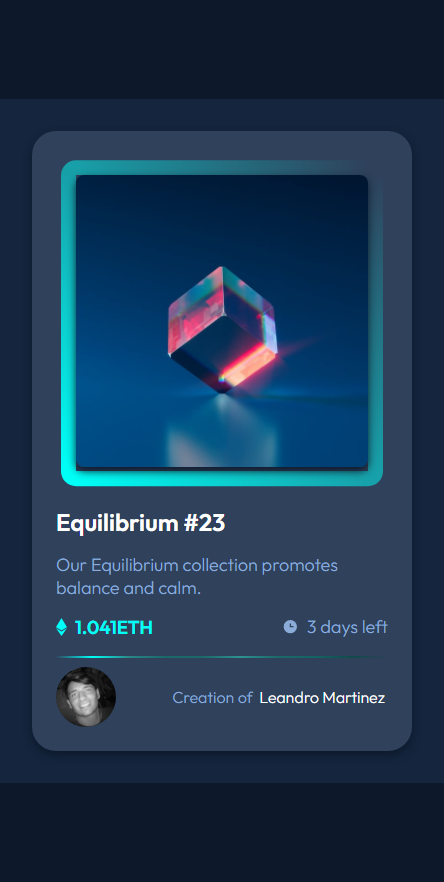 Equilibrium #23
Our Equilibrium collection promotes
balance and calm.
1.041ETH
3 days left
Creation of Leandro Martinez